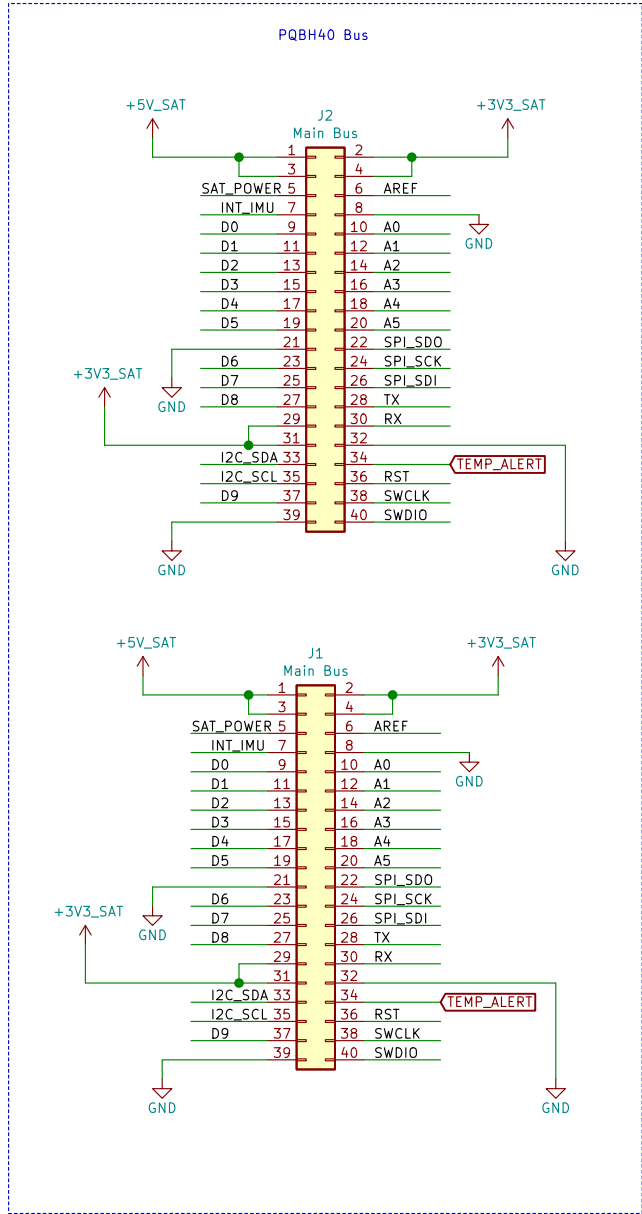 PQBH40 Bus
+5V_SAT +3V3_SAT
J2
Main Bus
1 2
3 4
SAT_POWER 5 6 AREF
INT_IMU 7 8
D0 9 10 A0
GND
D1 11 12 A1
D2 13 14 A2
D3 15 16 A3
D4 17 18 A4
D5 19 20 A5
21 22 SPI_SDO
D6 23 24 SPI_SCK
+3V3_SAT
D7 25 26 SPI_SDI
D8 27 28 TX
GND
29 30 RX
31 32
I2C_SDA 33 34 TEMP_ALERT
I2C_SCL 35 36 RST
D9 37 38 SWCLK
39 40 SWDIO
GND GND
+5V_SAT +3V3_SAT
J1
Main Bus
1 2
3 4
SAT_POWER 5 6 AREF
INT_IMU 7 8
D0 9 10 A0
GND
D1 11 12 A1
D2 13 14 A2
D3 15 16 A3
D4 17 18 A4
D5 19 20 A5
21 22 SPI_SDO
D6 23 24 SPI_SCK
+3V3_SAT
D7 25 26 SPI_SDI
GND
D8 27 28 TX
29 30 RX
31 32
I2C_SDA 33 34 TEMP_ALERT
I2C_SCL 35 36 RST
D9 37 38 SWCLK
39 40 SWDIO
GND GND